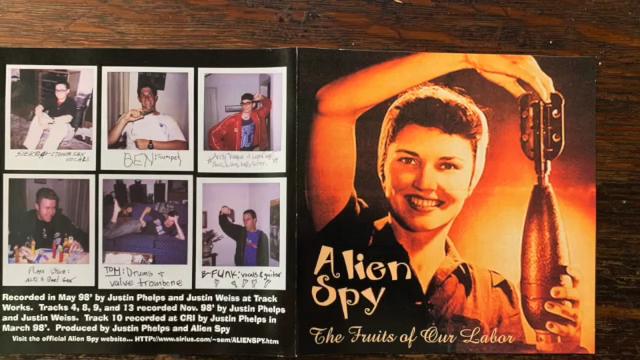 BEN: Trumpet
VOCALS
TOM: Drums &
valve trombone
B-FUNK: vocals & guitar
Recorded in May 98' by Justin Phelps and Justin Weiss at Track
Works. Tracks 4, 8, 9, and 13 recorded Nov. 98' by Justin Phelps
and Justin Weiss. Track 10 recorded at CRI by Justin Phelps in
March 98'. Produced by Justin Phelps and Alien Spy
Visit the official Alien Spy website... HTTP://www.sirius.com/~sem/ALIENSPY.htm
Alien
Spy
The Fruits of Our Labor